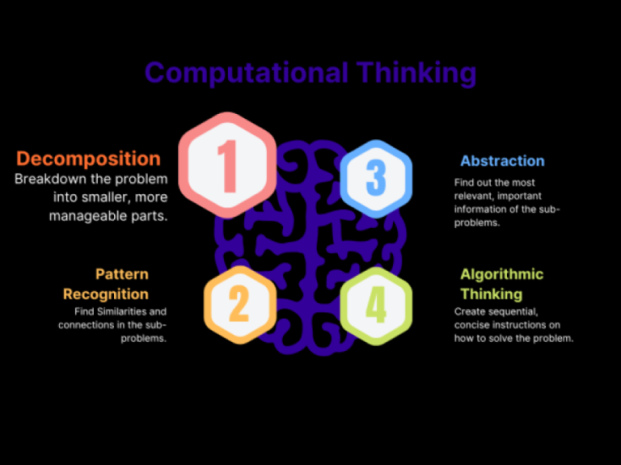 Computational Thinking
1
Decomposition
Breakdown the problem
into smaller, more
manageable parts.
2
Pattern
Recognition
Find Similarities and
connections in the sub-
problems.
3
Abstraction
Find out the most
relevant, important
information of the sub-
problems.
4
Algorithmic
Thinking
Create sequential,
concise instructions on
how to solve the problem.